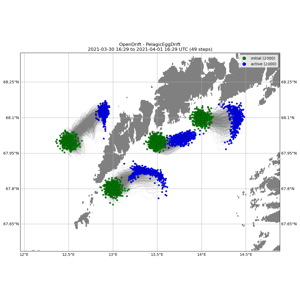 OpenDrift - PelagicEggDrift
2021-03-30 16:29 to 2021-04-01 16:29 UTC (49 steps)
initial (2000)
active (2000)
68.25°N
68.25°N
68.1°N
68.1°N
67.95°N
67.95°N
67.8°N
67.8°N
67.65°N
67.65°N
12°E
12.5°E
13°E
13.5°E
14°E
14.5°E